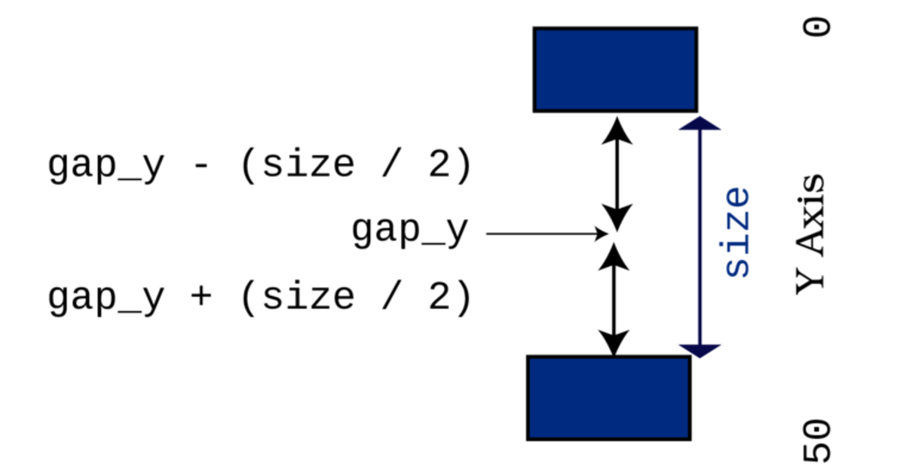 0
gap_y - (size / 2)
gap_y
gap_y + (size / 2)
size
Y Axis
50